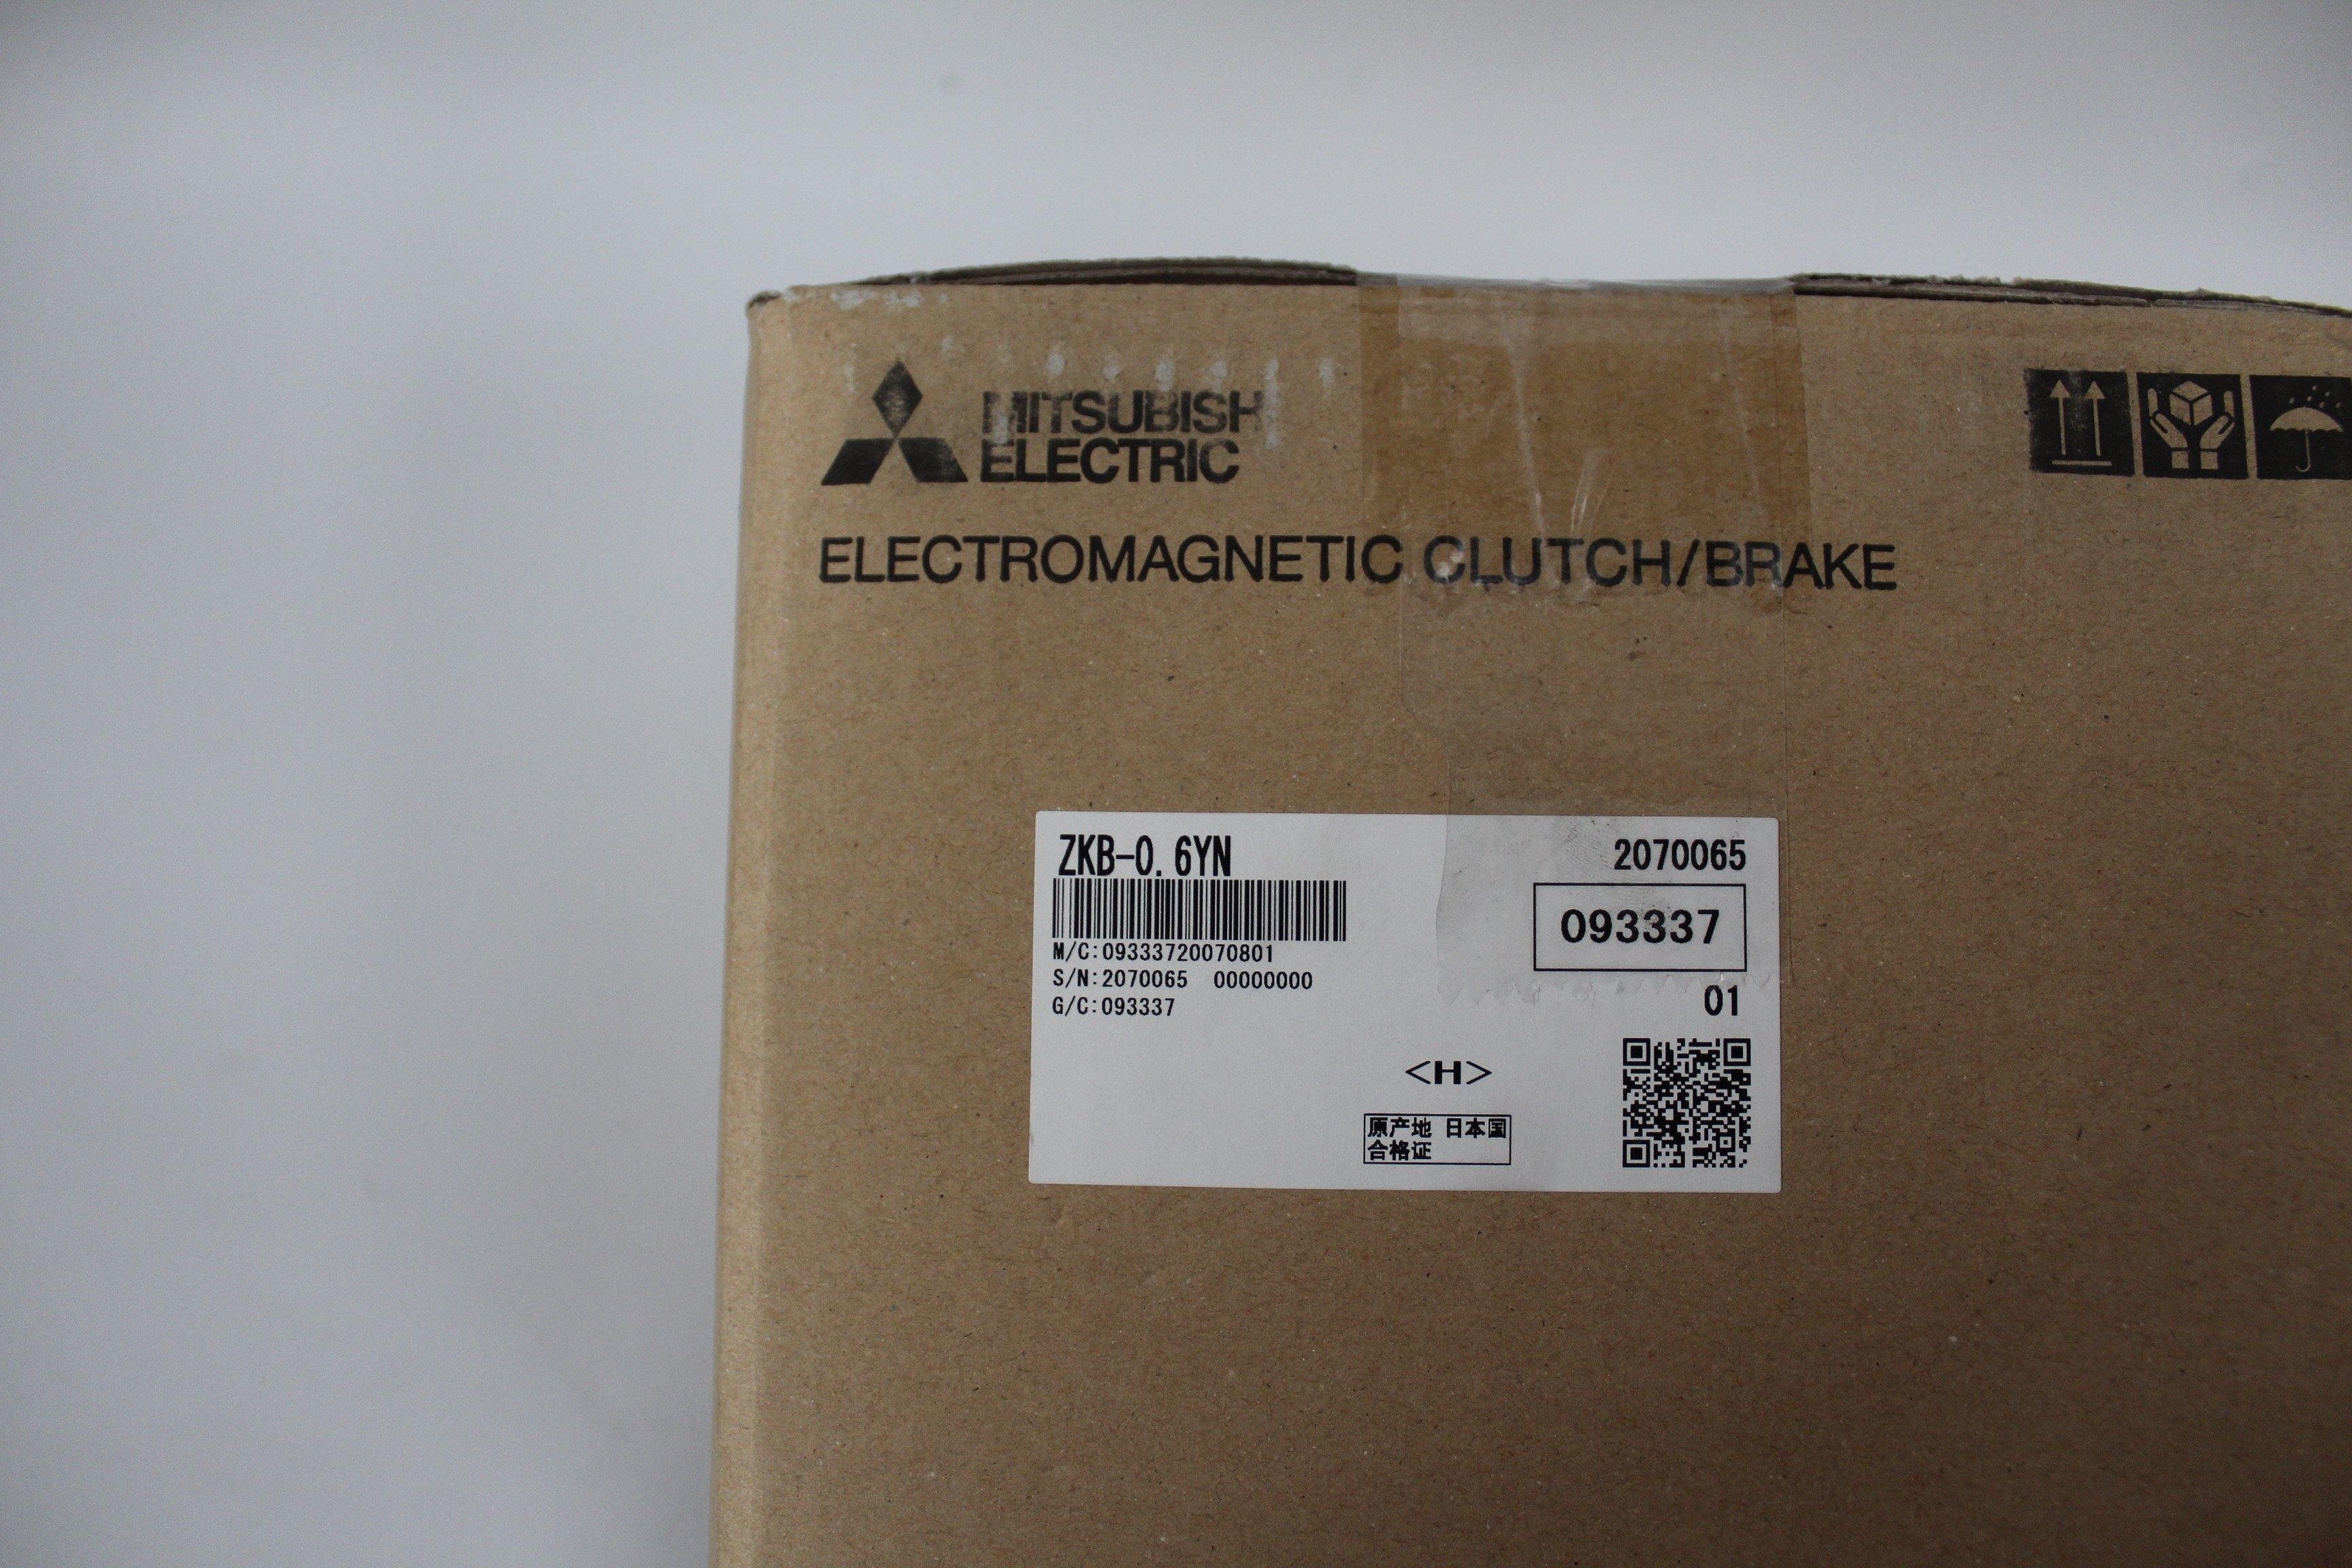 MITSUBISHI
ELECTRIC
ELECTROMAGNETIC CLUTCH/BRAKE
ZKB-0.6YN
2070065
093337
M/C:09333720070801
S/N:2070065 00000000
G/C:093337
01
<H>
原产地 日本国
合格证